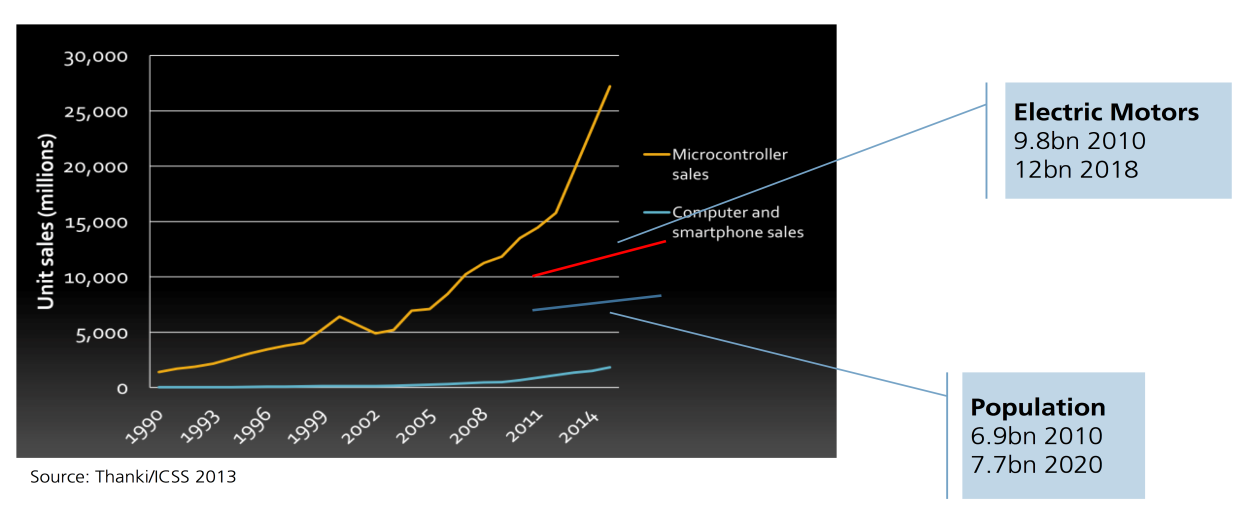 30,000
25,000
20,000
15,000
10,000
5,000
0
Unit sales (millions)
1990
1993
1996
1999
2002
2005
2008
2011
2014
Microcontroller
sales
Computer and
smartphone sales
Electric Motors
9.8bn 2010
12bn 2018
Population
6.9bn 2010
7.7bn 2020
Source: Thanki/ICSS 2013